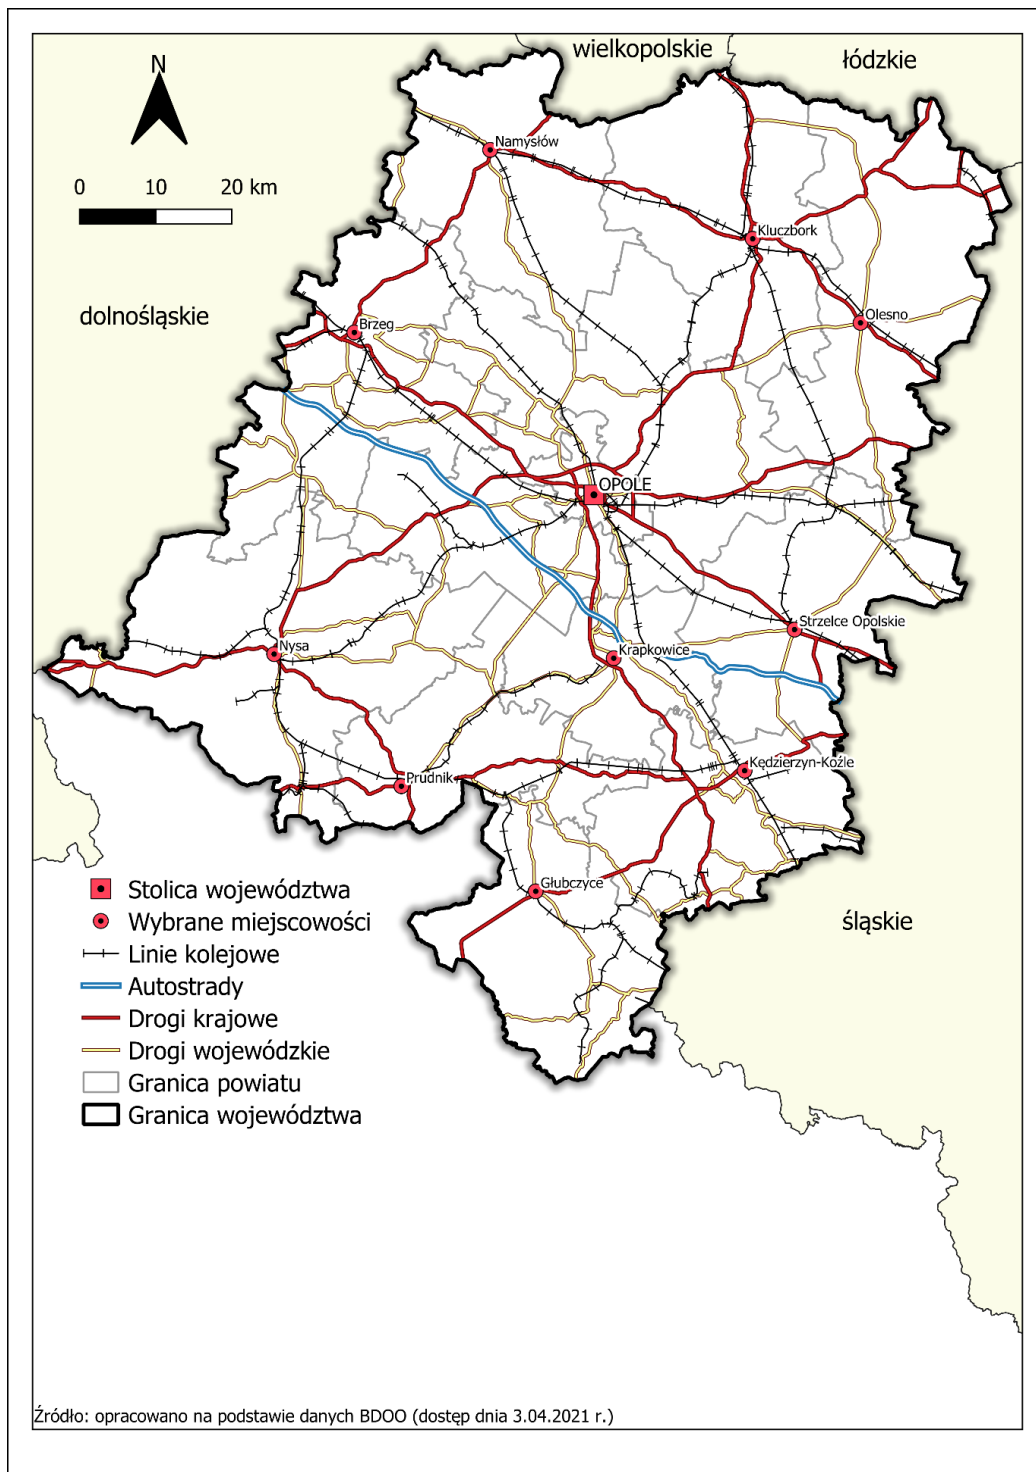 wielkopolskie
łódzkie
N
Namysłów
0 10 20 km
Kluczbork
dolnośląskie
Brzeg
Olesno
OPOLE
Strzelce Opolskie
Nysa
Krapkowice
Kędzierzyn-Koźle
Prudnik
Głubczyce
śląskie
Stolica województwa
Wybrane miejscowości
Linie kolejowe
Autostrady
Drogi krajowe
Drogi wojewódzkie
Granica powiatu
Granica województwa
Źródło: opracowano na podstawie danych BDOO (dostęp dnia 3.04.2021 r.)